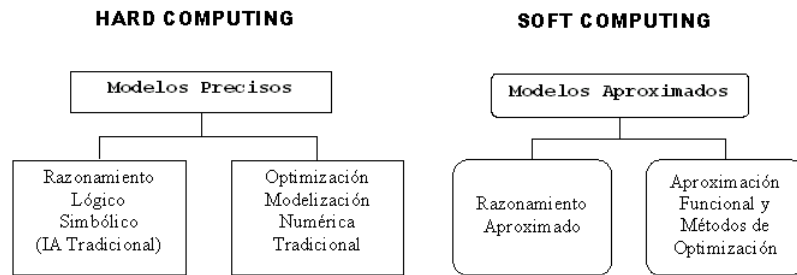 HARD COMPUTING
SOFT COMPUTING
Modelos Precisos
Modelos Aproximados
Razonamiento
Lógico
Simbólico
(IA Tradicional)
Optimización
Modelización
Numérica
Tradicional
Razonamiento
Aproximado
Aproximación
Funcional y
Métodos de
Optimización